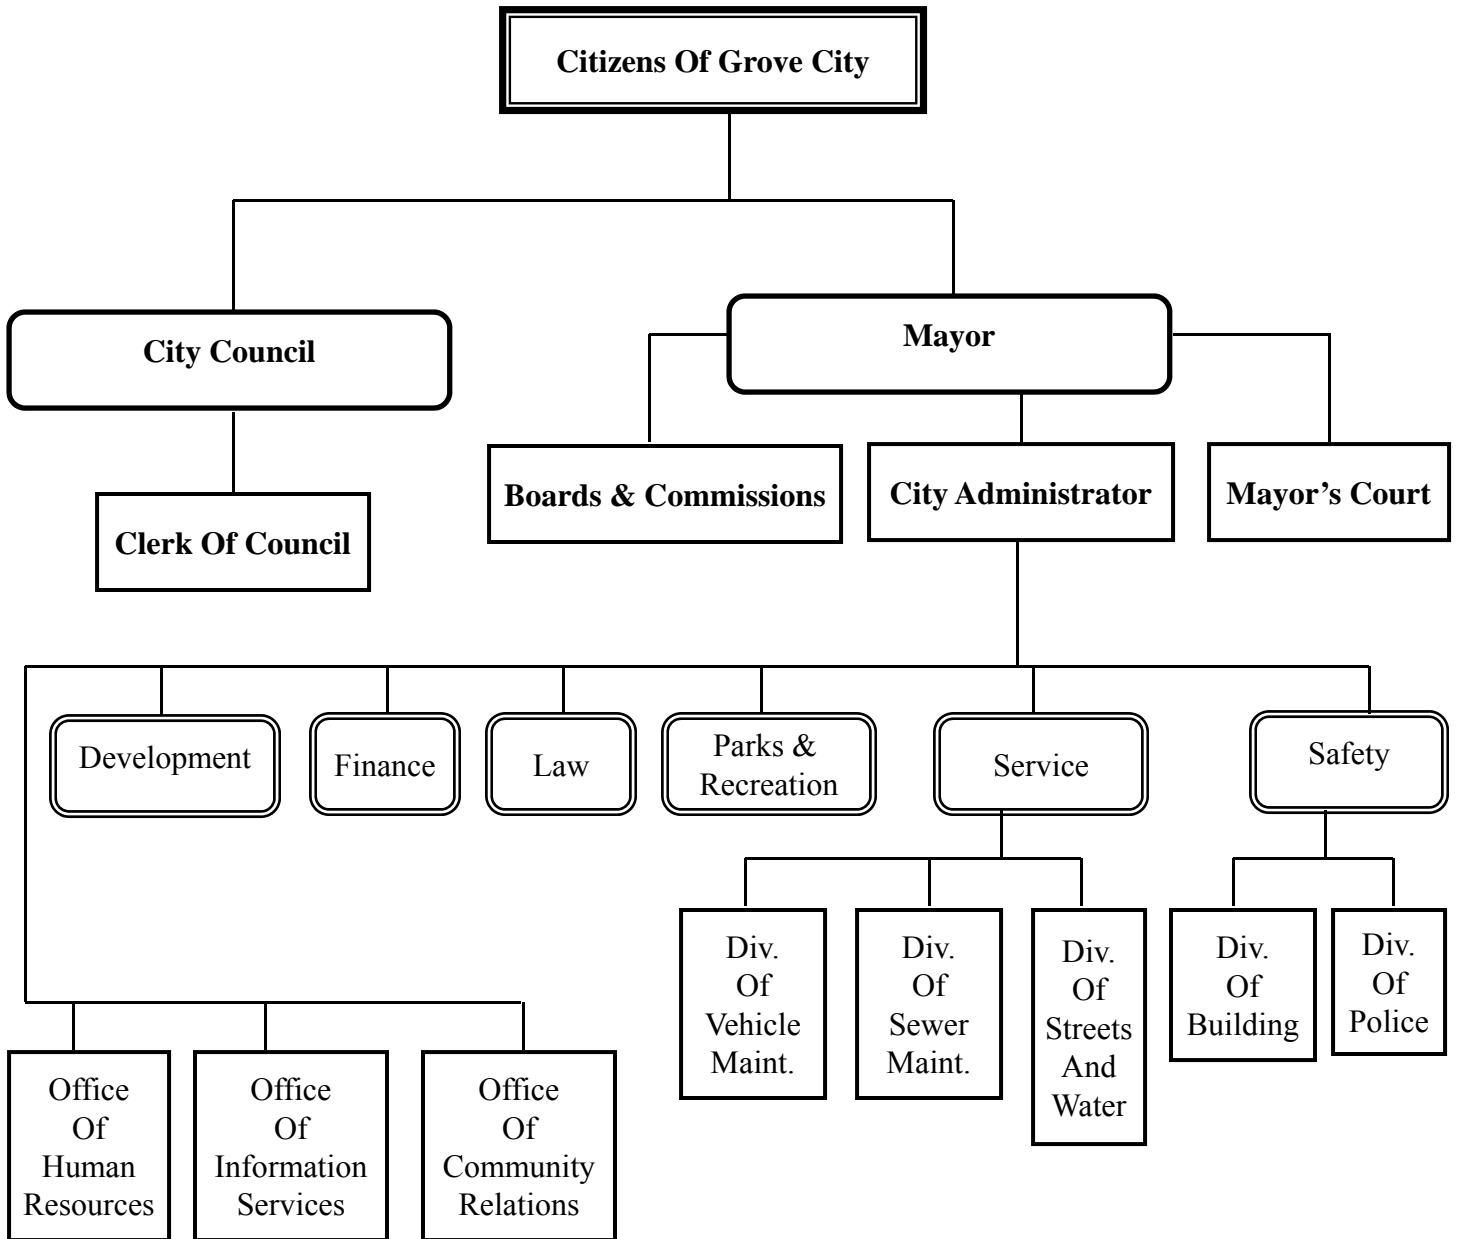 Citizens Of Grove City
City Council
Mayor
Clerk Of Council
Boards & Commissions
City Administrator
Mayor’s Court
Development
Finance
Law
Parks &
Recreation
Service
Safety
Div.
Of
Vehicle
Maint.
Div.
Of
Sewer
Maint.
Div.
Of
Streets
And
Water
Div.
Of
Building
Div.
Of
Police
Office
Of
Human
Resources
Office
Of
Information
Services
Office
Of
Community
Relations